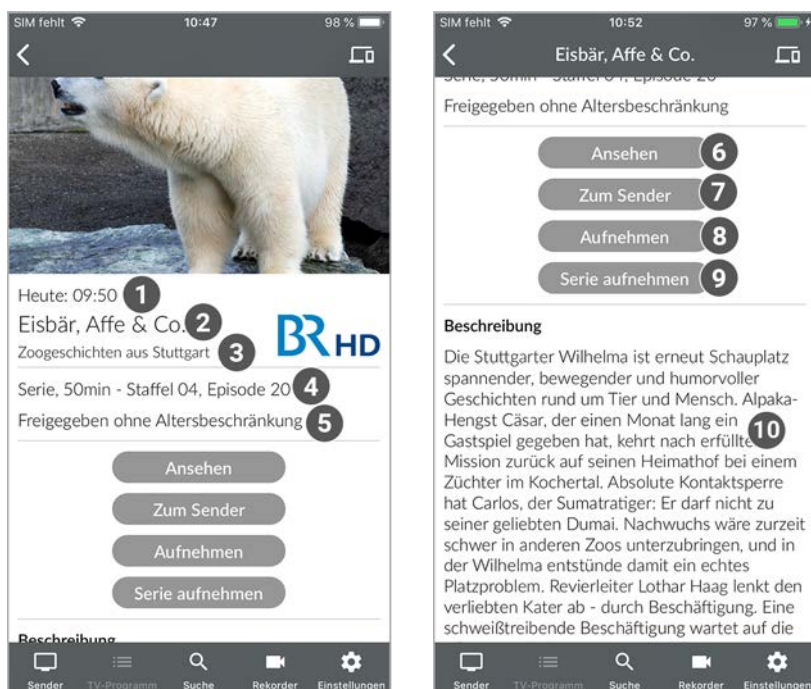 SIM fehlt 10:47 98 %
Heute: 09:50 1
Eisbär, Affe & Co. 2
Zoogeschichten aus Stuttgart 3
BR HD
Serie, 50min - Staffel 04, Episode 20 4
Freigegeben ohne Altersbeschränkung 5
Ansehen
Zum Sender
Aufnehmen
Serie aufnehmen
Beschreibung
Sender TV-Programm Suche Rekorder Einstellungen
SIM fehlt 10:52 97 %
Eisbär, Affe & Co.
Serie, 50min - Staffel 04, Episode 20
Freigegeben ohne Altersbeschränkung
Ansehen 6
Zum Sender 7
Aufnehmen 8
Serie aufnehmen 9
Beschreibung
Die Stuttgarter Wilhelma ist erneut Schauplatz
spannender, bewegender und humorvoller
Geschichten rund um Tier und Mensch. Alpaka-
Hengst Cäsar, der einen Monat lang ein 10
Gastspiel gegeben hat, kehrt nach erfüllte
Mission zurück auf seinen Heimathof bei einem
Züchter im Kochertal. Absolute Kontaktsperre
hat Carlos, der Sumatratiger: Er darf nicht zu
seiner geliebten Dumai. Nachwuchs wäre zurzeit
schwer in anderen Zoos unterzubringen, und in
der Wilhelma entstünde damit ein echtes
Platzproblem. Revierleiter Lothar Haag lenkt den
verliebten Kater ab - durch Beschäftigung. Eine
schweißtreibende Beschäftigung wartet auf die
Sender TV-Programm Suche Rekorder Einstellungen